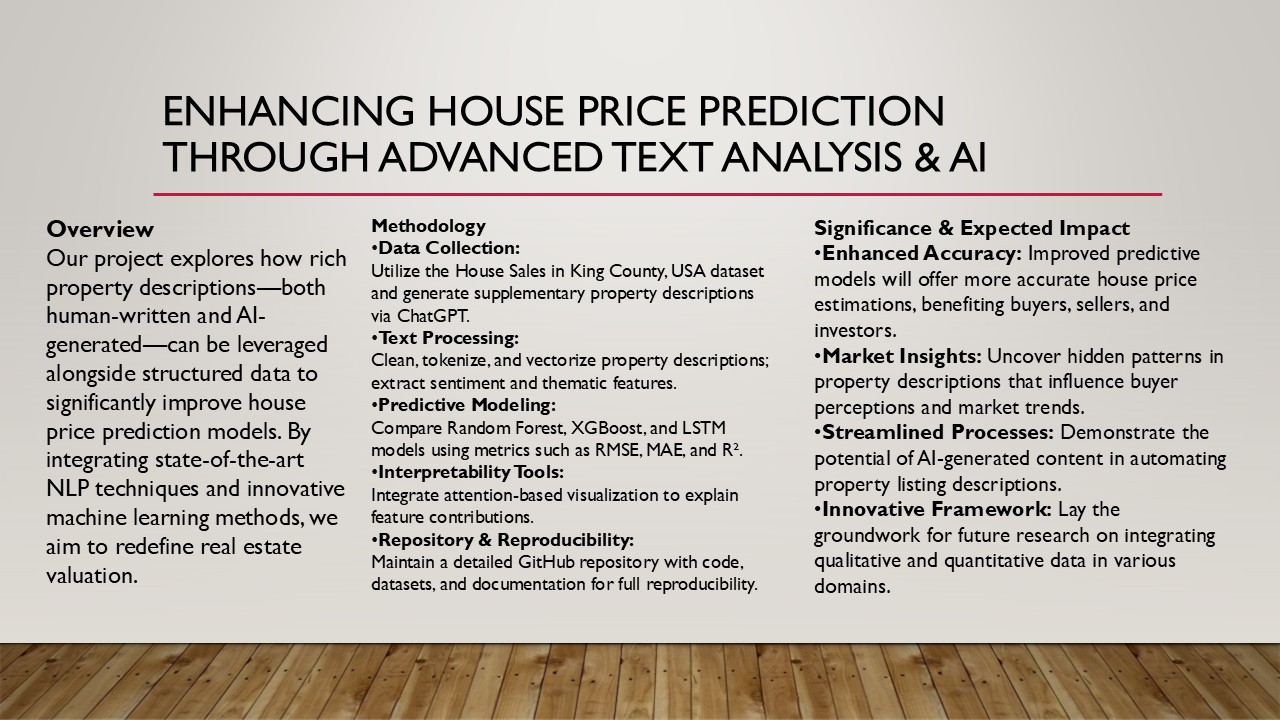 ENHANCING HOUSE PRICE PREDICTION
THROUGH ADVANCED TEXT ANALYSIS & AI
Overview
Our project explores how rich
property descriptions—both
human-written and AI-
generated—can be leveraged
alongside structured data to
significantly improve house
price prediction models. By
integrating state-of-the-art
NLP techniques and innovative
machine learning methods, we
aim to redefine real estate
valuation.
Methodology
•Data Collection:
Utilize the House Sales in King County, USA dataset
and generate supplementary property descriptions
via ChatGPT.
•Text Processing:
Clean, tokenize, and vectorize property descriptions;
extract sentiment and thematic features.
•Predictive Modeling:
Compare Random Forest, XGBoost, and LSTM
models using metrics such as RMSE, MAE, and R².
•Interpretability Tools:
Integrate attention-based visualization to explain
feature contributions.
•Repository & Reproducibility:
Maintain a detailed GitHub repository with code,
datasets, and documentation for full reproducibility.
Significance & Expected Impact
•Enhanced Accuracy: Improved predictive
models will offer more accurate house price
estimations, benefiting buyers, sellers, and
investors.
•Market Insights: Uncover hidden patterns in
property descriptions that influence buyer
perceptions and market trends.
•Streamlined Processes: Demonstrate the
potential of AI-generated content in automating
property listing descriptions.
•Innovative Framework: Lay the
groundwork for future research on integrating
qualitative and quantitative data in various
domains.